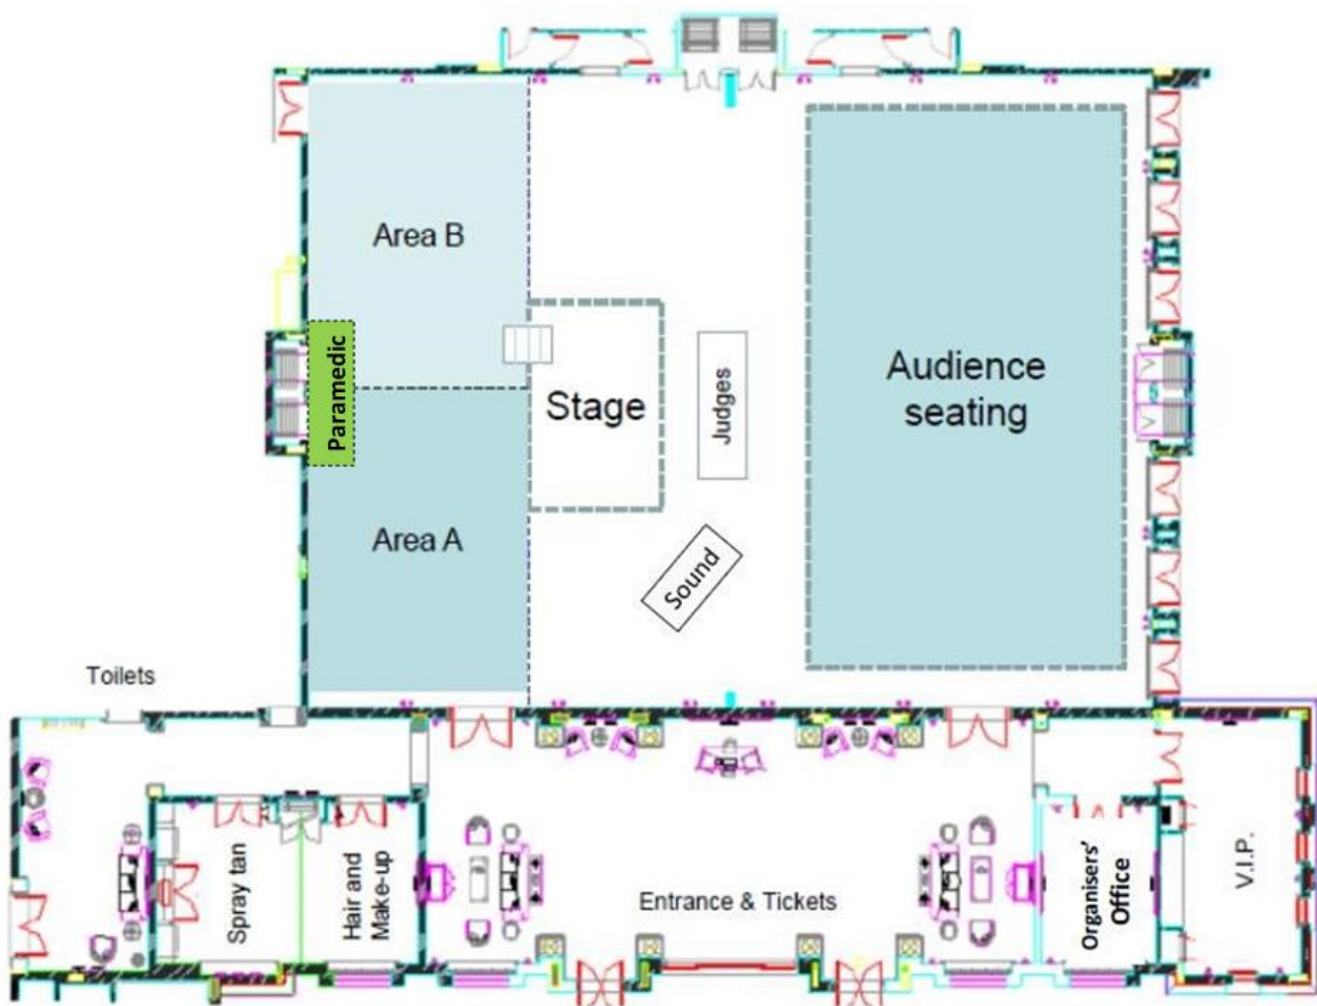 Area B
Paramedic
Stage
Judges
Audience
seating
Area A
Sound
Toilets
Spray tan
Hair and
Make-up
Entrance & Tickets
Organisers'
Office
V.I.P.